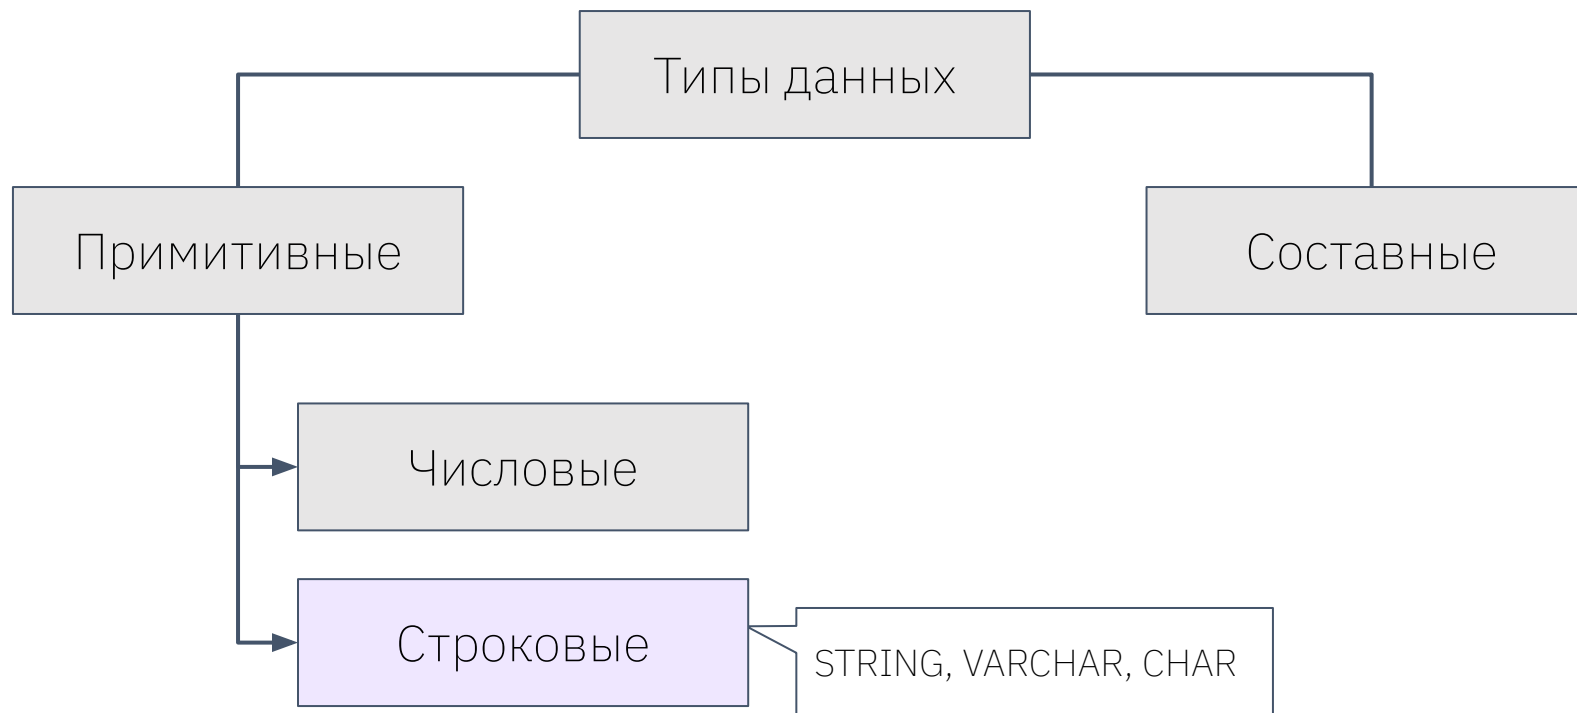 Типы данных
Примитивные
Составные
Числовые
Строковые
STRING, VARCHAR, CHAR